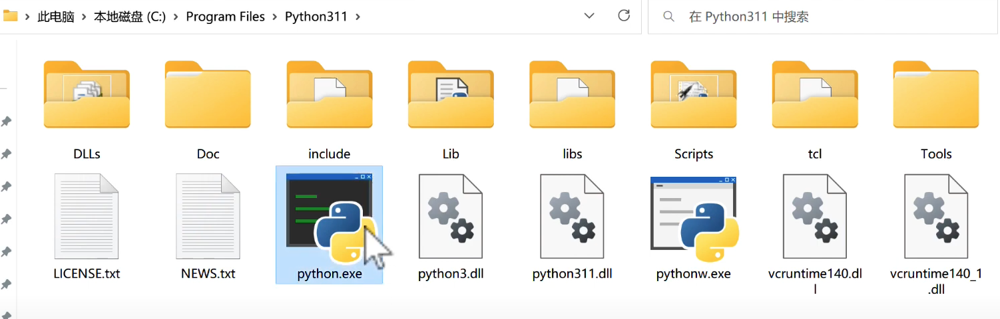 此电脑 › 本地磁盘 (C:) › Program Files › Python311 ›
在 Python311 中搜索
DLLs
Doc
include
Lib
libs
Scripts
tcl
Tools
LICENSE.txt
NEWS.txt
python.exe
python3.dll
python311.dll
pythonw.exe
vcruntime140.dl
l
vcruntime140_1
.dll